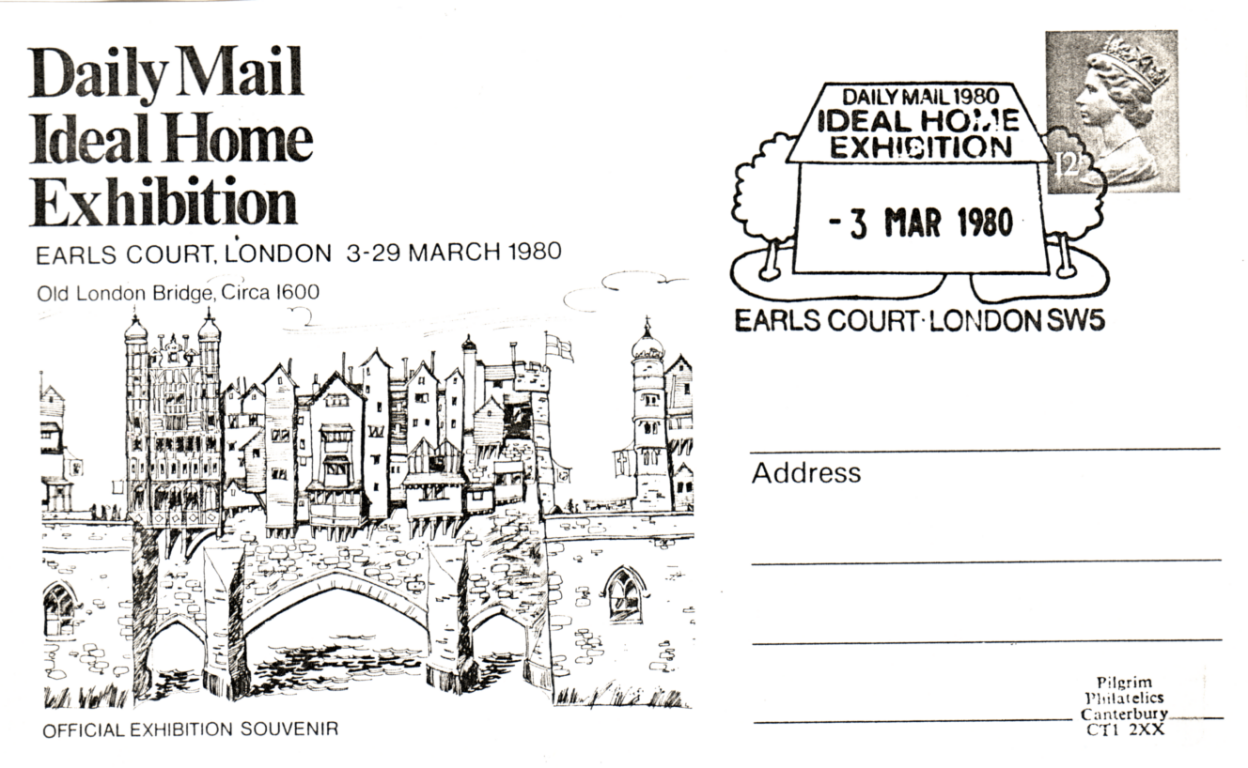 Daily Mail
Ideal Home
Exhibition
EARLS COURT, LONDON 3-29 MARCH 1980
Old London Bridge, Circa 1600
OFFICIAL EXHIBITION SOUVENIR
DAILY MAIL 1980
IDEAL HOME
EXHIBITION
- 3 MAR 1980
EARLS COURT·LONDON SW5
12
Address
Pilgrim
Philatelics
Canterbury
CT1 2XX